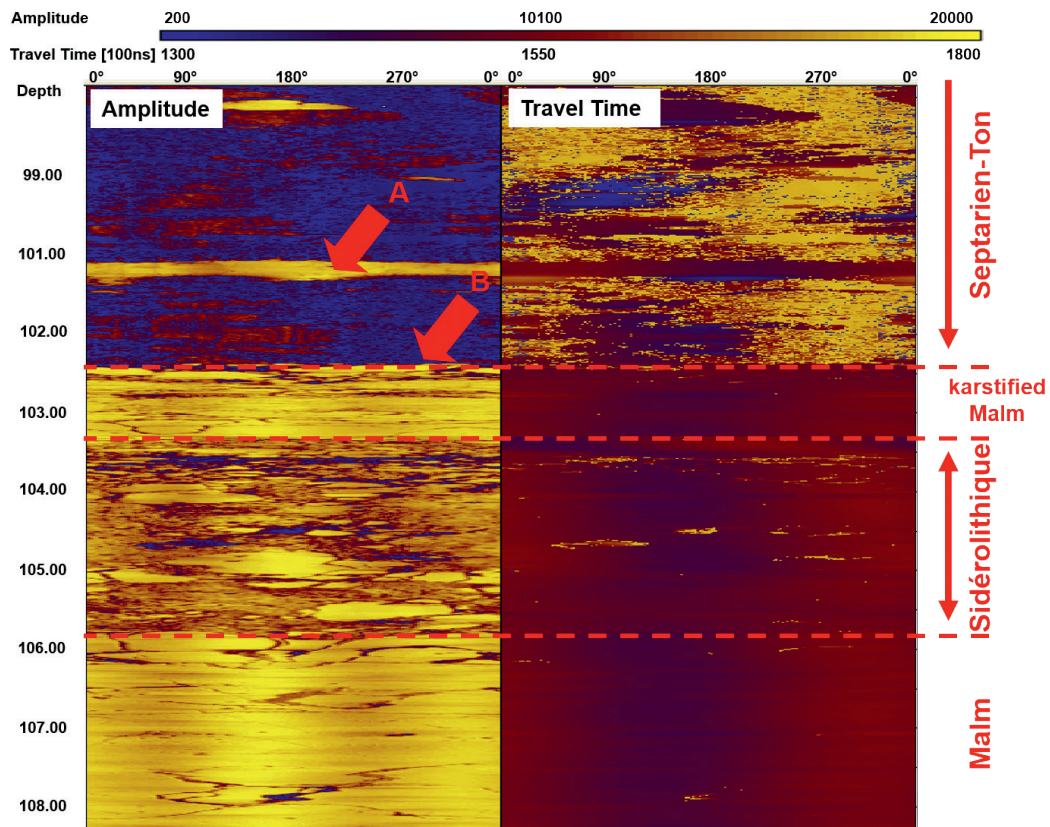 Amplitude 200 10100 20000
Travel Time [100ns] 1300 1550 1800
0° 90° 180° 270° 0° 0° 90° 180° 270° 0°
Depth
Amplitude
Travel Time
99.00
A
101.00
B
102.00
103.00
104.00
105.00
106.00
107.00
108.00
Septarien-Ton
karstified
Malm
Sidérolithique
Malm